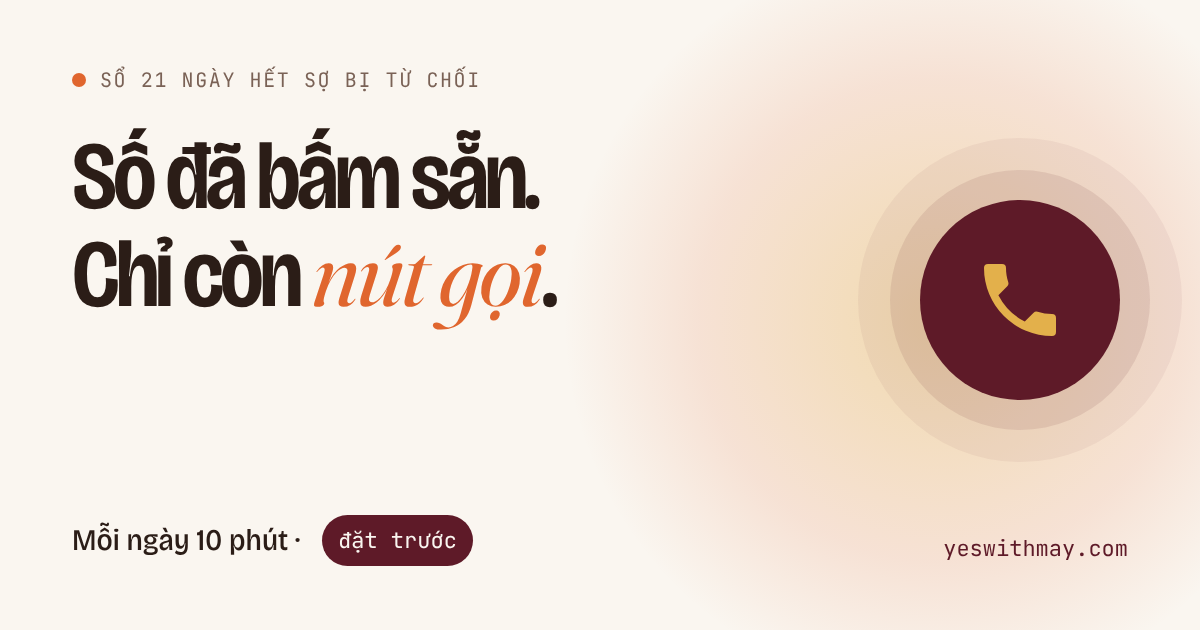 SỔ 21 NGÀY HẾT SỢ BỊ TỪ CHỐI
Số đã bấm sẵn.
Chỉ còn nút gọi.
Mỗi ngày 10 phút · đặt trước
yeswithmay.com